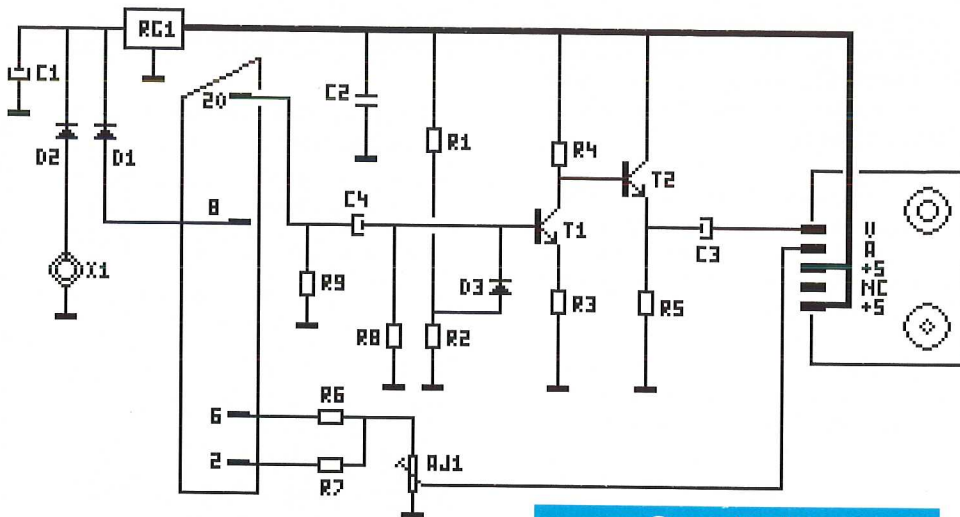 RG1
C1
20
C2
R1
R4
D2
D1
T2
8
C4
T1
V
A
+5
NC
+5
C3
X1
R9
D3
R3
R5
R8
R2
R6
6
2
R7
AJ1